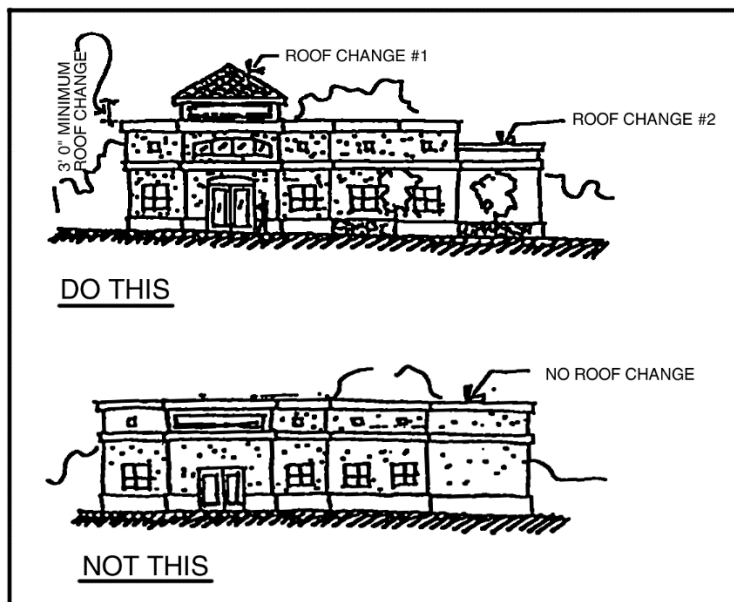 ROOF CHANGE #1
3' 0" MINIMUM
ROOF CHANGE
ROOF CHANGE #2
DO THIS
NO ROOF CHANGE
NOT THIS